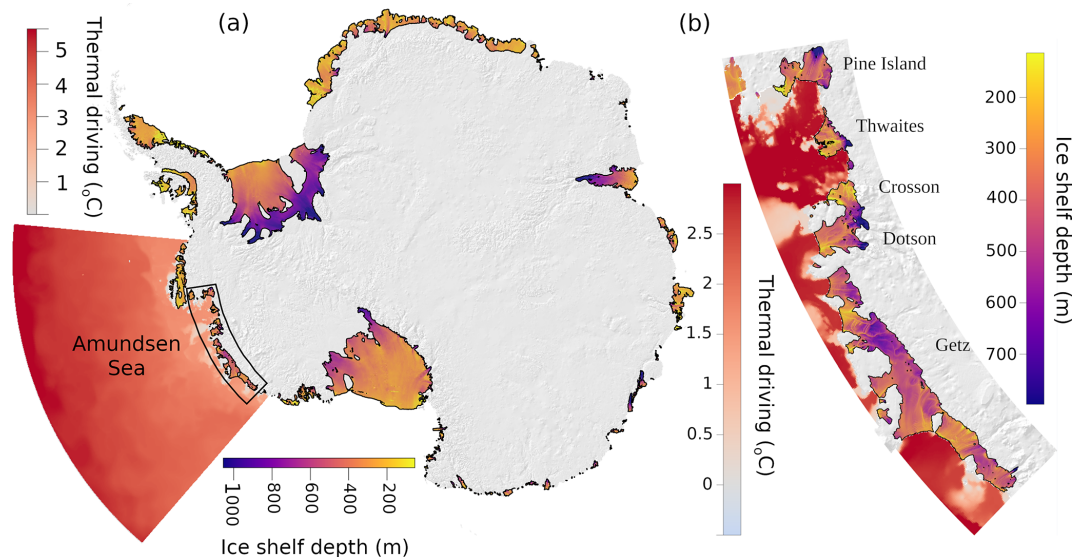 (a)
Thermal driving (oC)
5
4
3
2
1
Amundsen
Sea
1000
800
600
400
200
Ice shelf depth (m)
(b)
Pine Island
Thwaites
Crosson
Dotson
Getz
2.5
2
1.5
1
0.5
0
Thermal driving (oC)
200
300
400
500
600
700
Ice shelf depth (m)